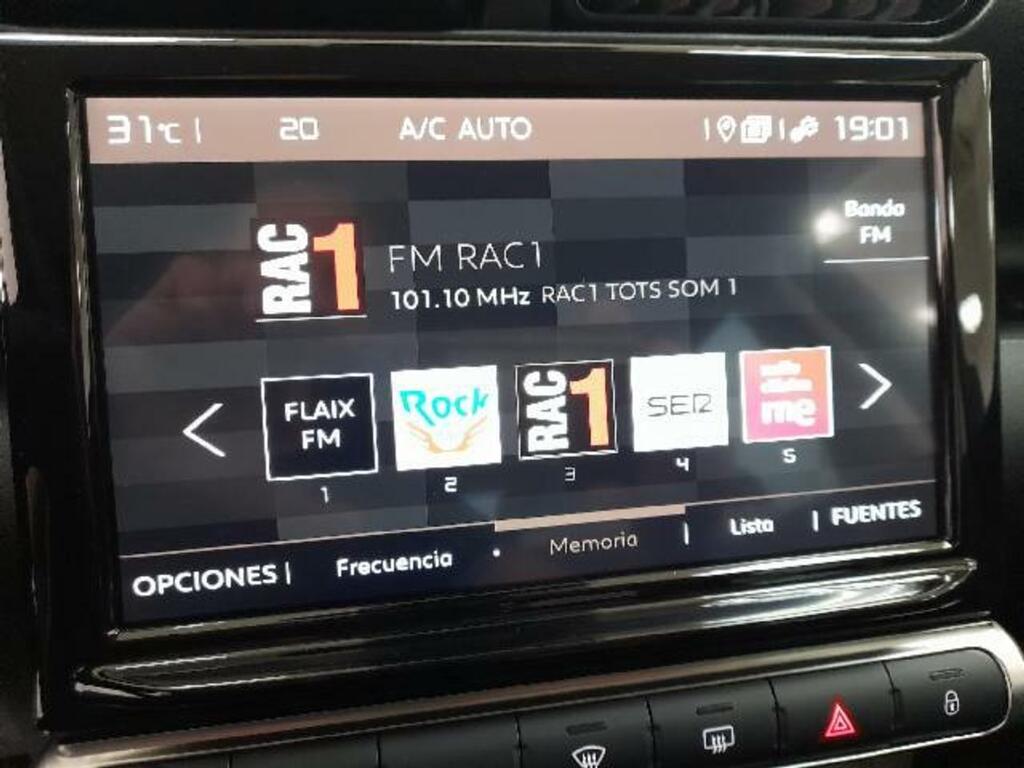 31°C | 20 A/C AUTO 19:01
Banda
FM
RAC 1
FM RAC1
101.10 MHz RAC1 TOTS SOM 1
FLAIX
FM
Rock
RAC 1
SER
me
1 2 3 4 5
OPCIONES | Frecuencia • Memoria | Lista | FUENTES